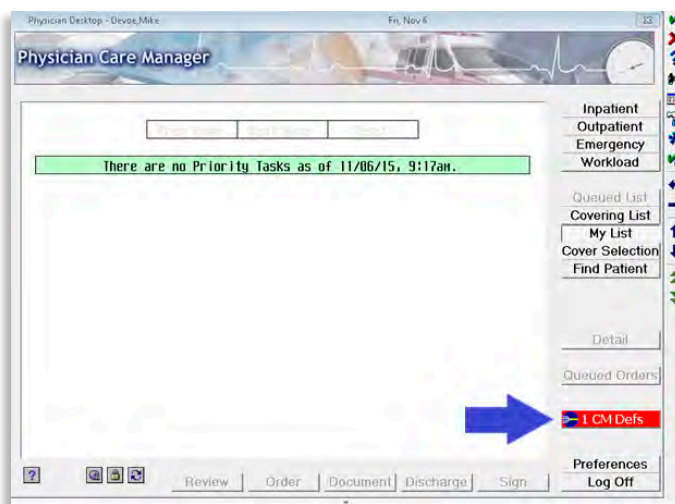 Physician Desktop - Devoe,Mike
Fri, Nov 6
Physician Care Manager
There are no Priority Tasks as of 11/06/15, 9:17am.
Inpatient
Outpatient
Emergency
Workload
Queued List
Covering List
My List
Cover Selection
Find Patient
Detail
Queued Orders
1 CM Defs
Preferences
Log Off
Review Order Document Discharge Sign